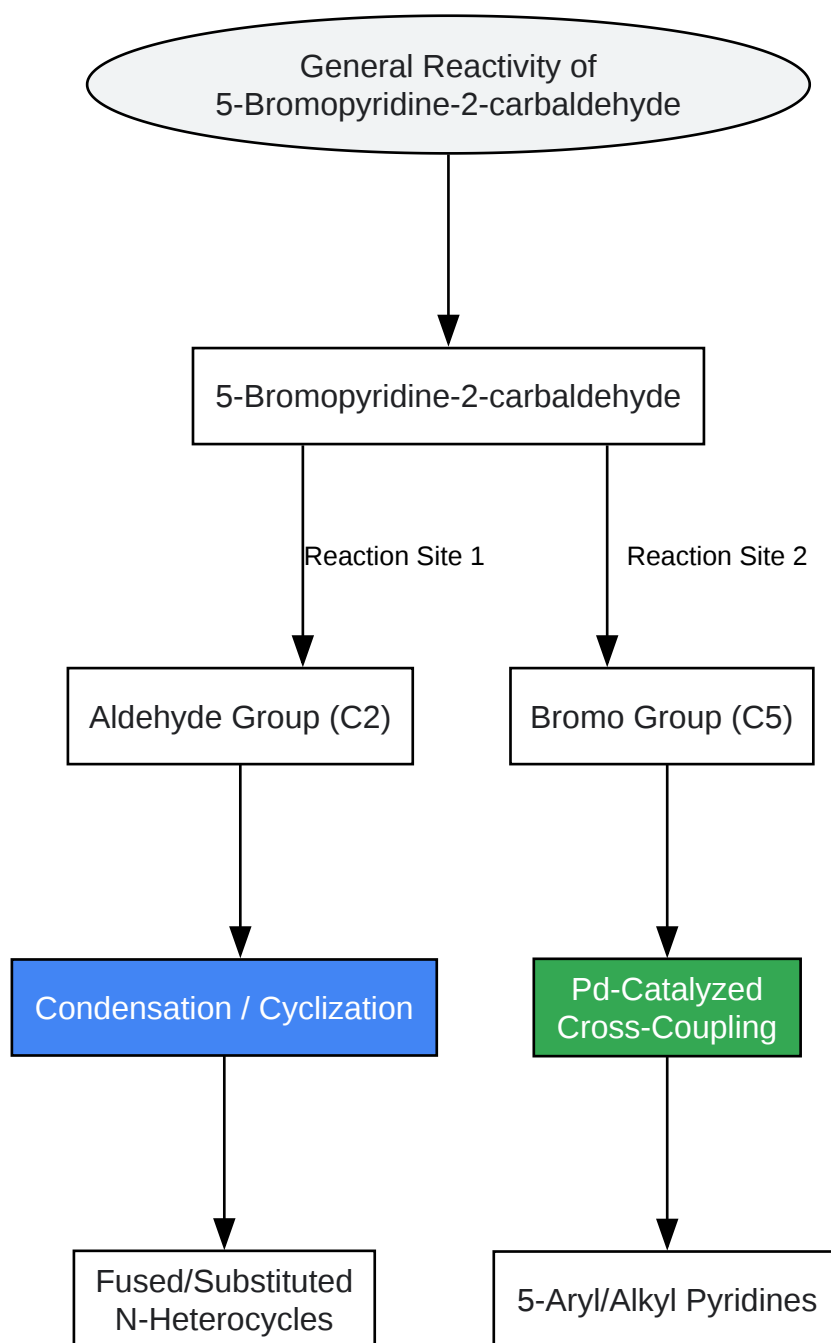 General Reactivity of
5-Bromopyridine-2-carbaldehyde
5-Bromopyridine-2-carbaldehyde
Reaction Site 1
Reaction Site 2
Aldehyde Group (C2)
Bromo Group (C5)
Condensation / Cyclization
Pd-Catalyzed
Cross-Coupling
Fused/Substituted
N-Heterocycles
5-Aryl/Alkyl Pyridines